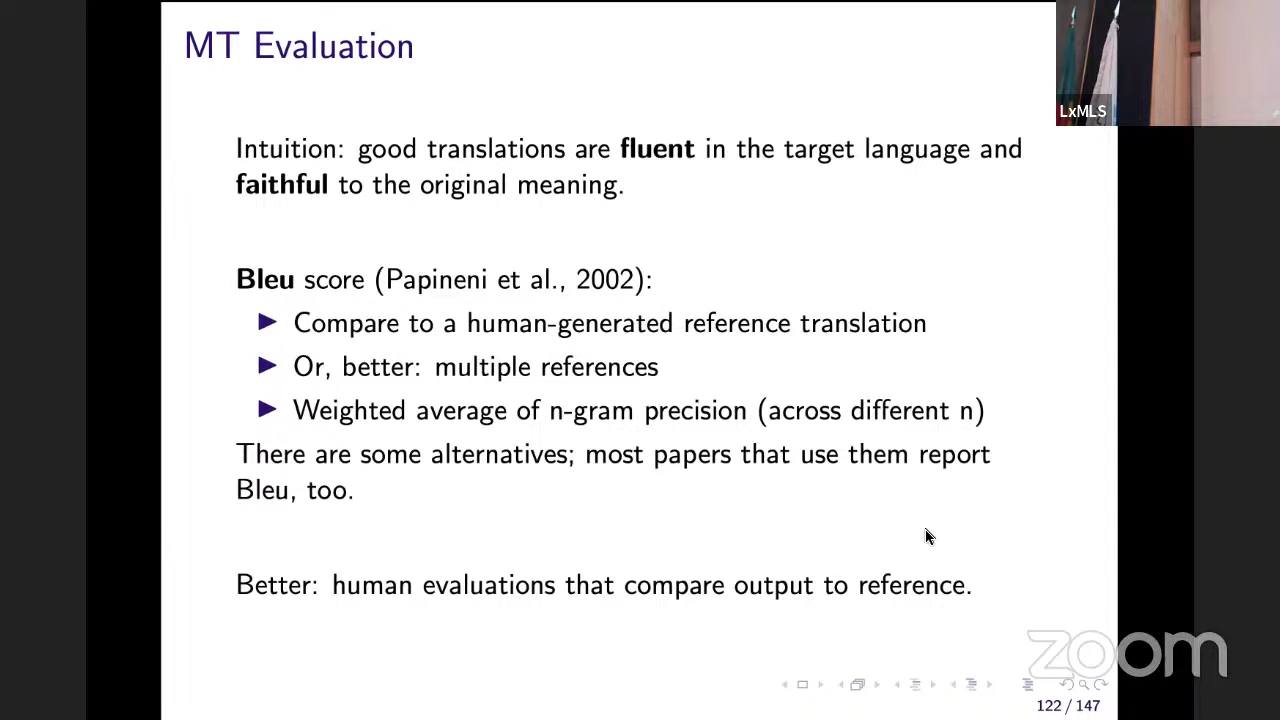 MT Evaluation
LxMLS
Intuition: good translations are fluent in the target language and
faithful to the original meaning.
Bleu score (Papineni et al., 2002):
Compare to a human-generated reference translation
Or, better: multiple references
Weighted average of n-gram precision (across different n)
There are some alternatives; most papers that use them report
Bleu, too.
Better: human evaluations that compare output to reference.
zoom
122 / 147